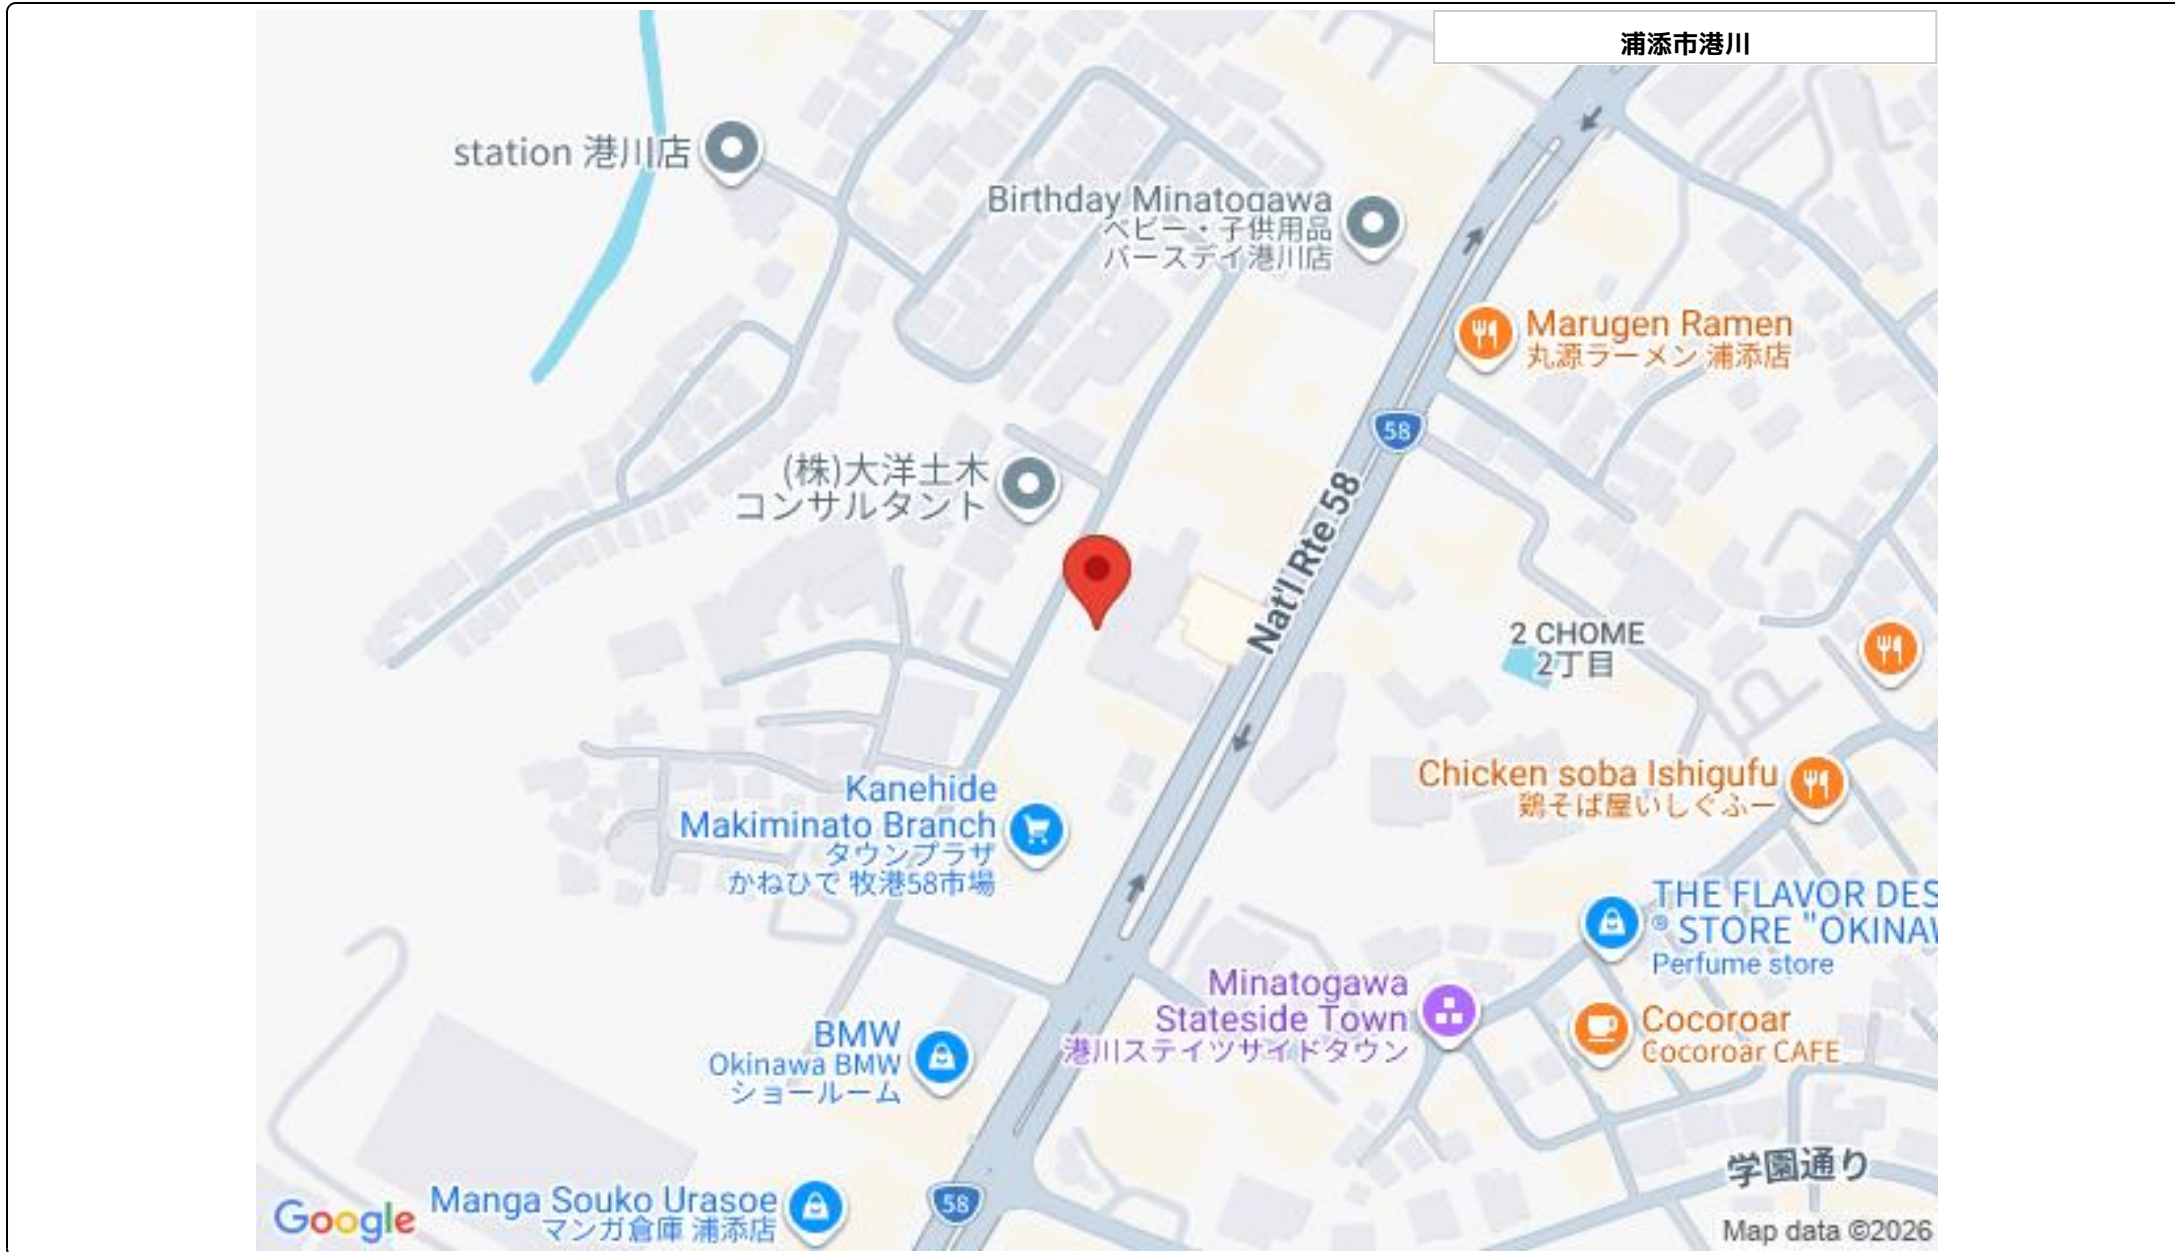 浦添市港川
station 港川店
Birthday Minatogawa
ベビー・子供用品
バースデイ港川店
Marugen Ramen
丸源ラーメン 浦添店
58
(株)大洋土木
コンサルタント
Nat'l Rte 58
2 CHOME
2丁目
Kanehide
Makiminato Branch
タウンプラザ
かねひで 牧港58市場
Chicken soba Ishigufu
鶏そば屋いしぐふー
THE FLAVOR DES
® STORE "OKINAW
Perfume store
Minatogawa
Stateside Town
港川ステイツサイドタウン
Cocoroar
Cocoroar CAFE
BMW
Okinawa BMW
ショールーム
学園通り
Manga Souko Urasoe
マンガ倉庫 浦添店
58
Google
Map data ©2026